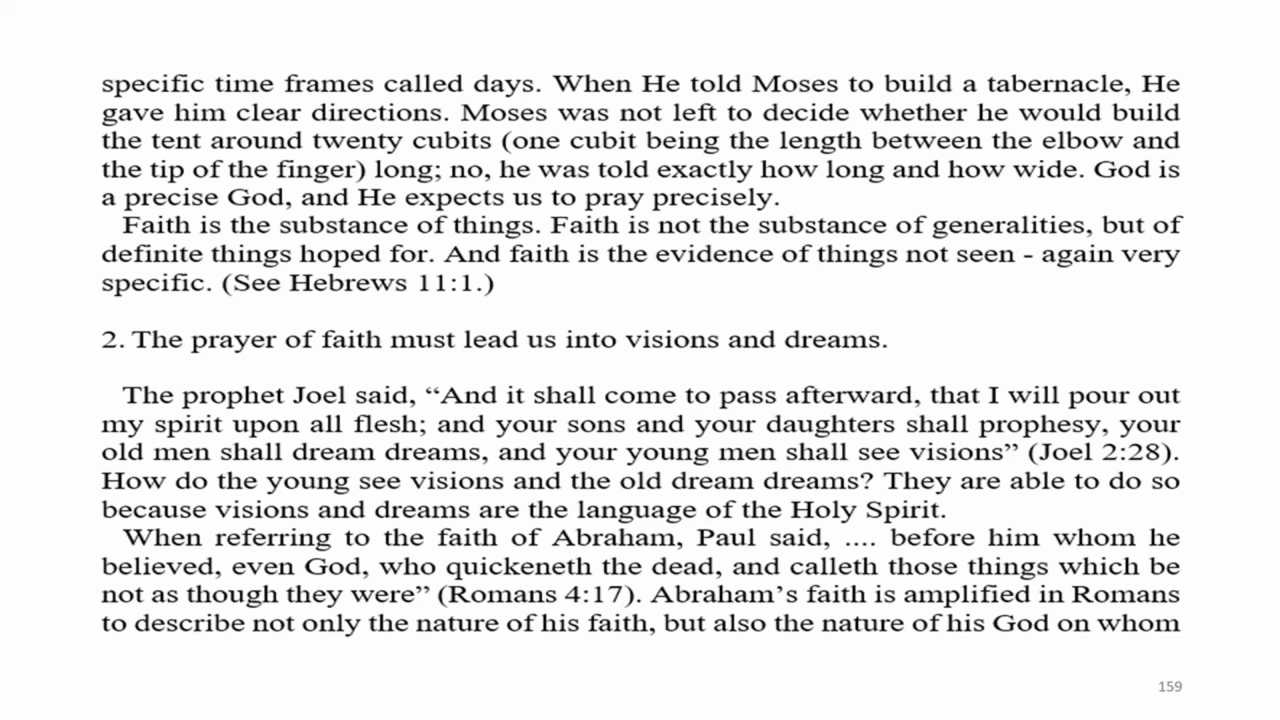 specific time frames called days. When He told Moses to build a tabernacle, He
gave him clear directions. Moses was not left to decide whether he would build
the tent around twenty cubits (one cubit being the length between the elbow and
the tip of the finger) long; no, he was told exactly how long and how wide. God is
a precise God, and He expects us to pray precisely.
Faith is the substance of things. Faith is not the substance of generalities, but of
definite things hoped for. And faith is the evidence of things not seen - again very
specific. (See Hebrews 11:1.)
2. The prayer of faith must lead us into visions and dreams.
The prophet Joel said, “And it shall come to pass afterward, that I will pour out
my spirit upon all flesh; and your sons and your daughters shall prophesy, your
old men shall dream dreams, and your young men shall see visions” (Joel 2:28).
How do the young see visions and the old dream dreams? They are able to do so
because visions and dreams are the language of the Holy Spirit.
When referring to the faith of Abraham, Paul said, .... before him whom he
believed, even God, who quickeneth the dead, and calleth those things which be
not as though they were” (Romans 4:17). Abraham’s faith is amplified in Romans
to describe not only the nature of his faith, but also the nature of his God on whom
159